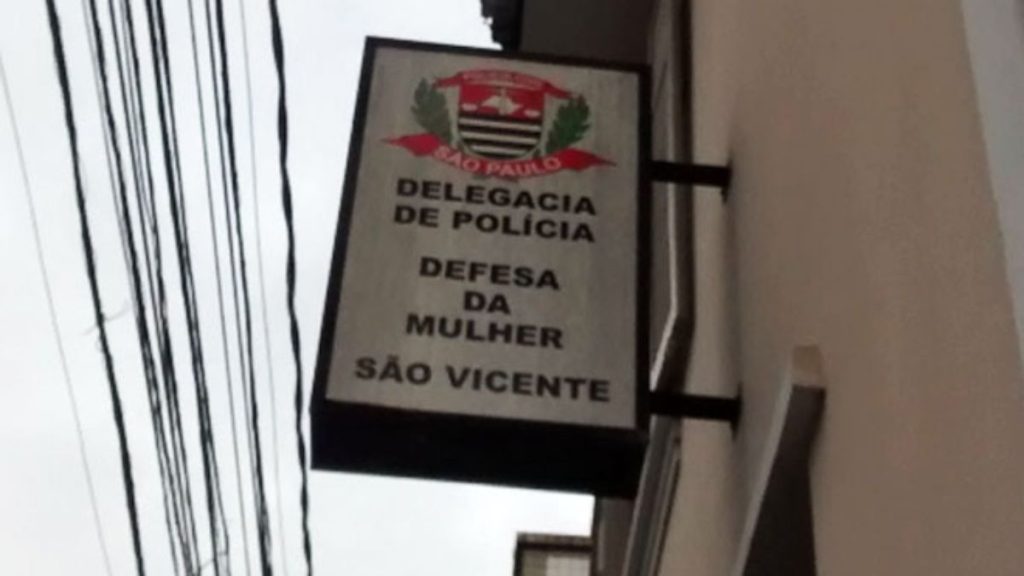 SÃO PAULO
DELEGACIA
DE POLÍCIA
DEFESA
DA
MULHER
SÃO VICENTE